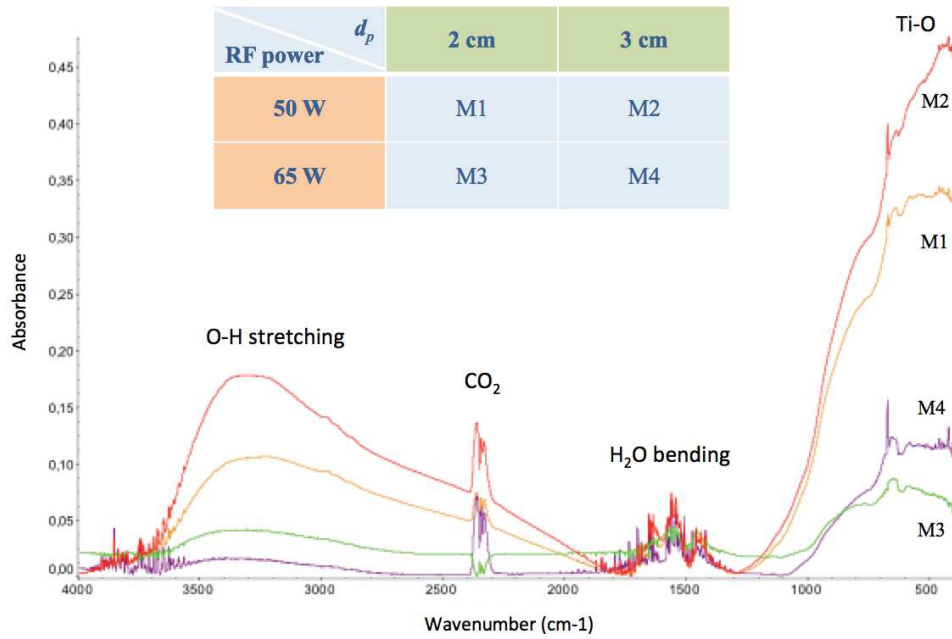 d_p
2 cm
3 cm
RF power
50 W
M1
M2
65 W
M3
M4
Ti-O
M2
M1
M4
M3
O-H stretching
CO₂
H₂O bending
Absorbance
0,45
0,40
0,35
0,30
0,25
0,20
0,15
0,10
0,05
0,00
4000
3500
3000
2500
2000
1500
1000
500
Wavenumber (cm-1)